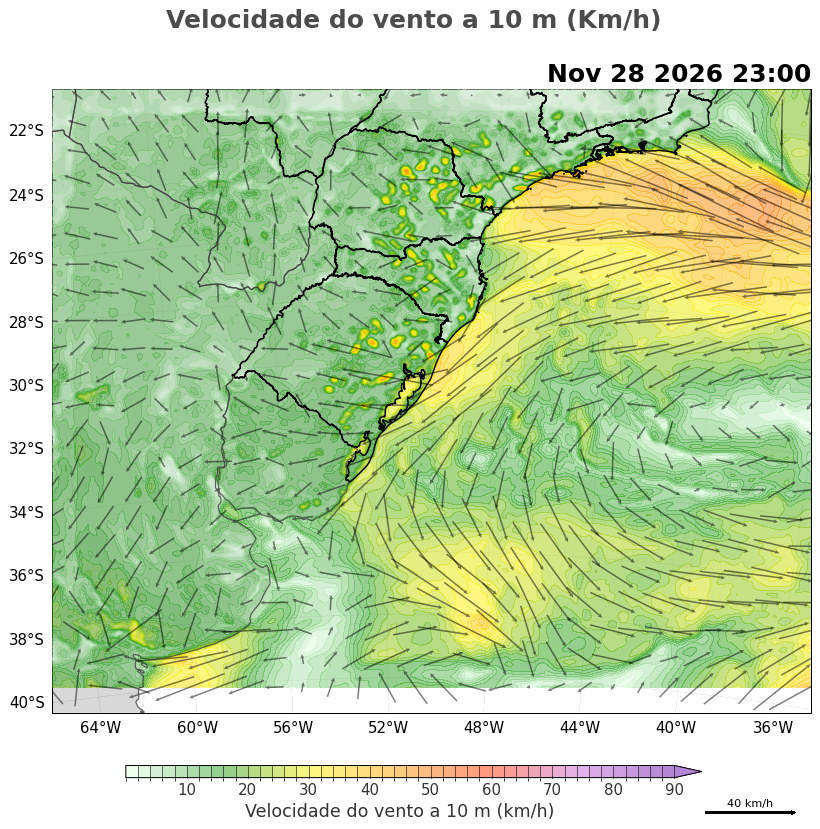 Velocidade do vento a 10 m (Km/h)
Nov 28 2026 23:00
22°S
24°S
26°S
28°S
30°S
32°S
34°S
36°S
38°S
40°S
64°W 60°W 56°W 52°W 48°W 44°W 40°W 36°W
10 20 30 40 50 60 70 80 90
Velocidade do vento a 10 m (km/h)
40 km/h